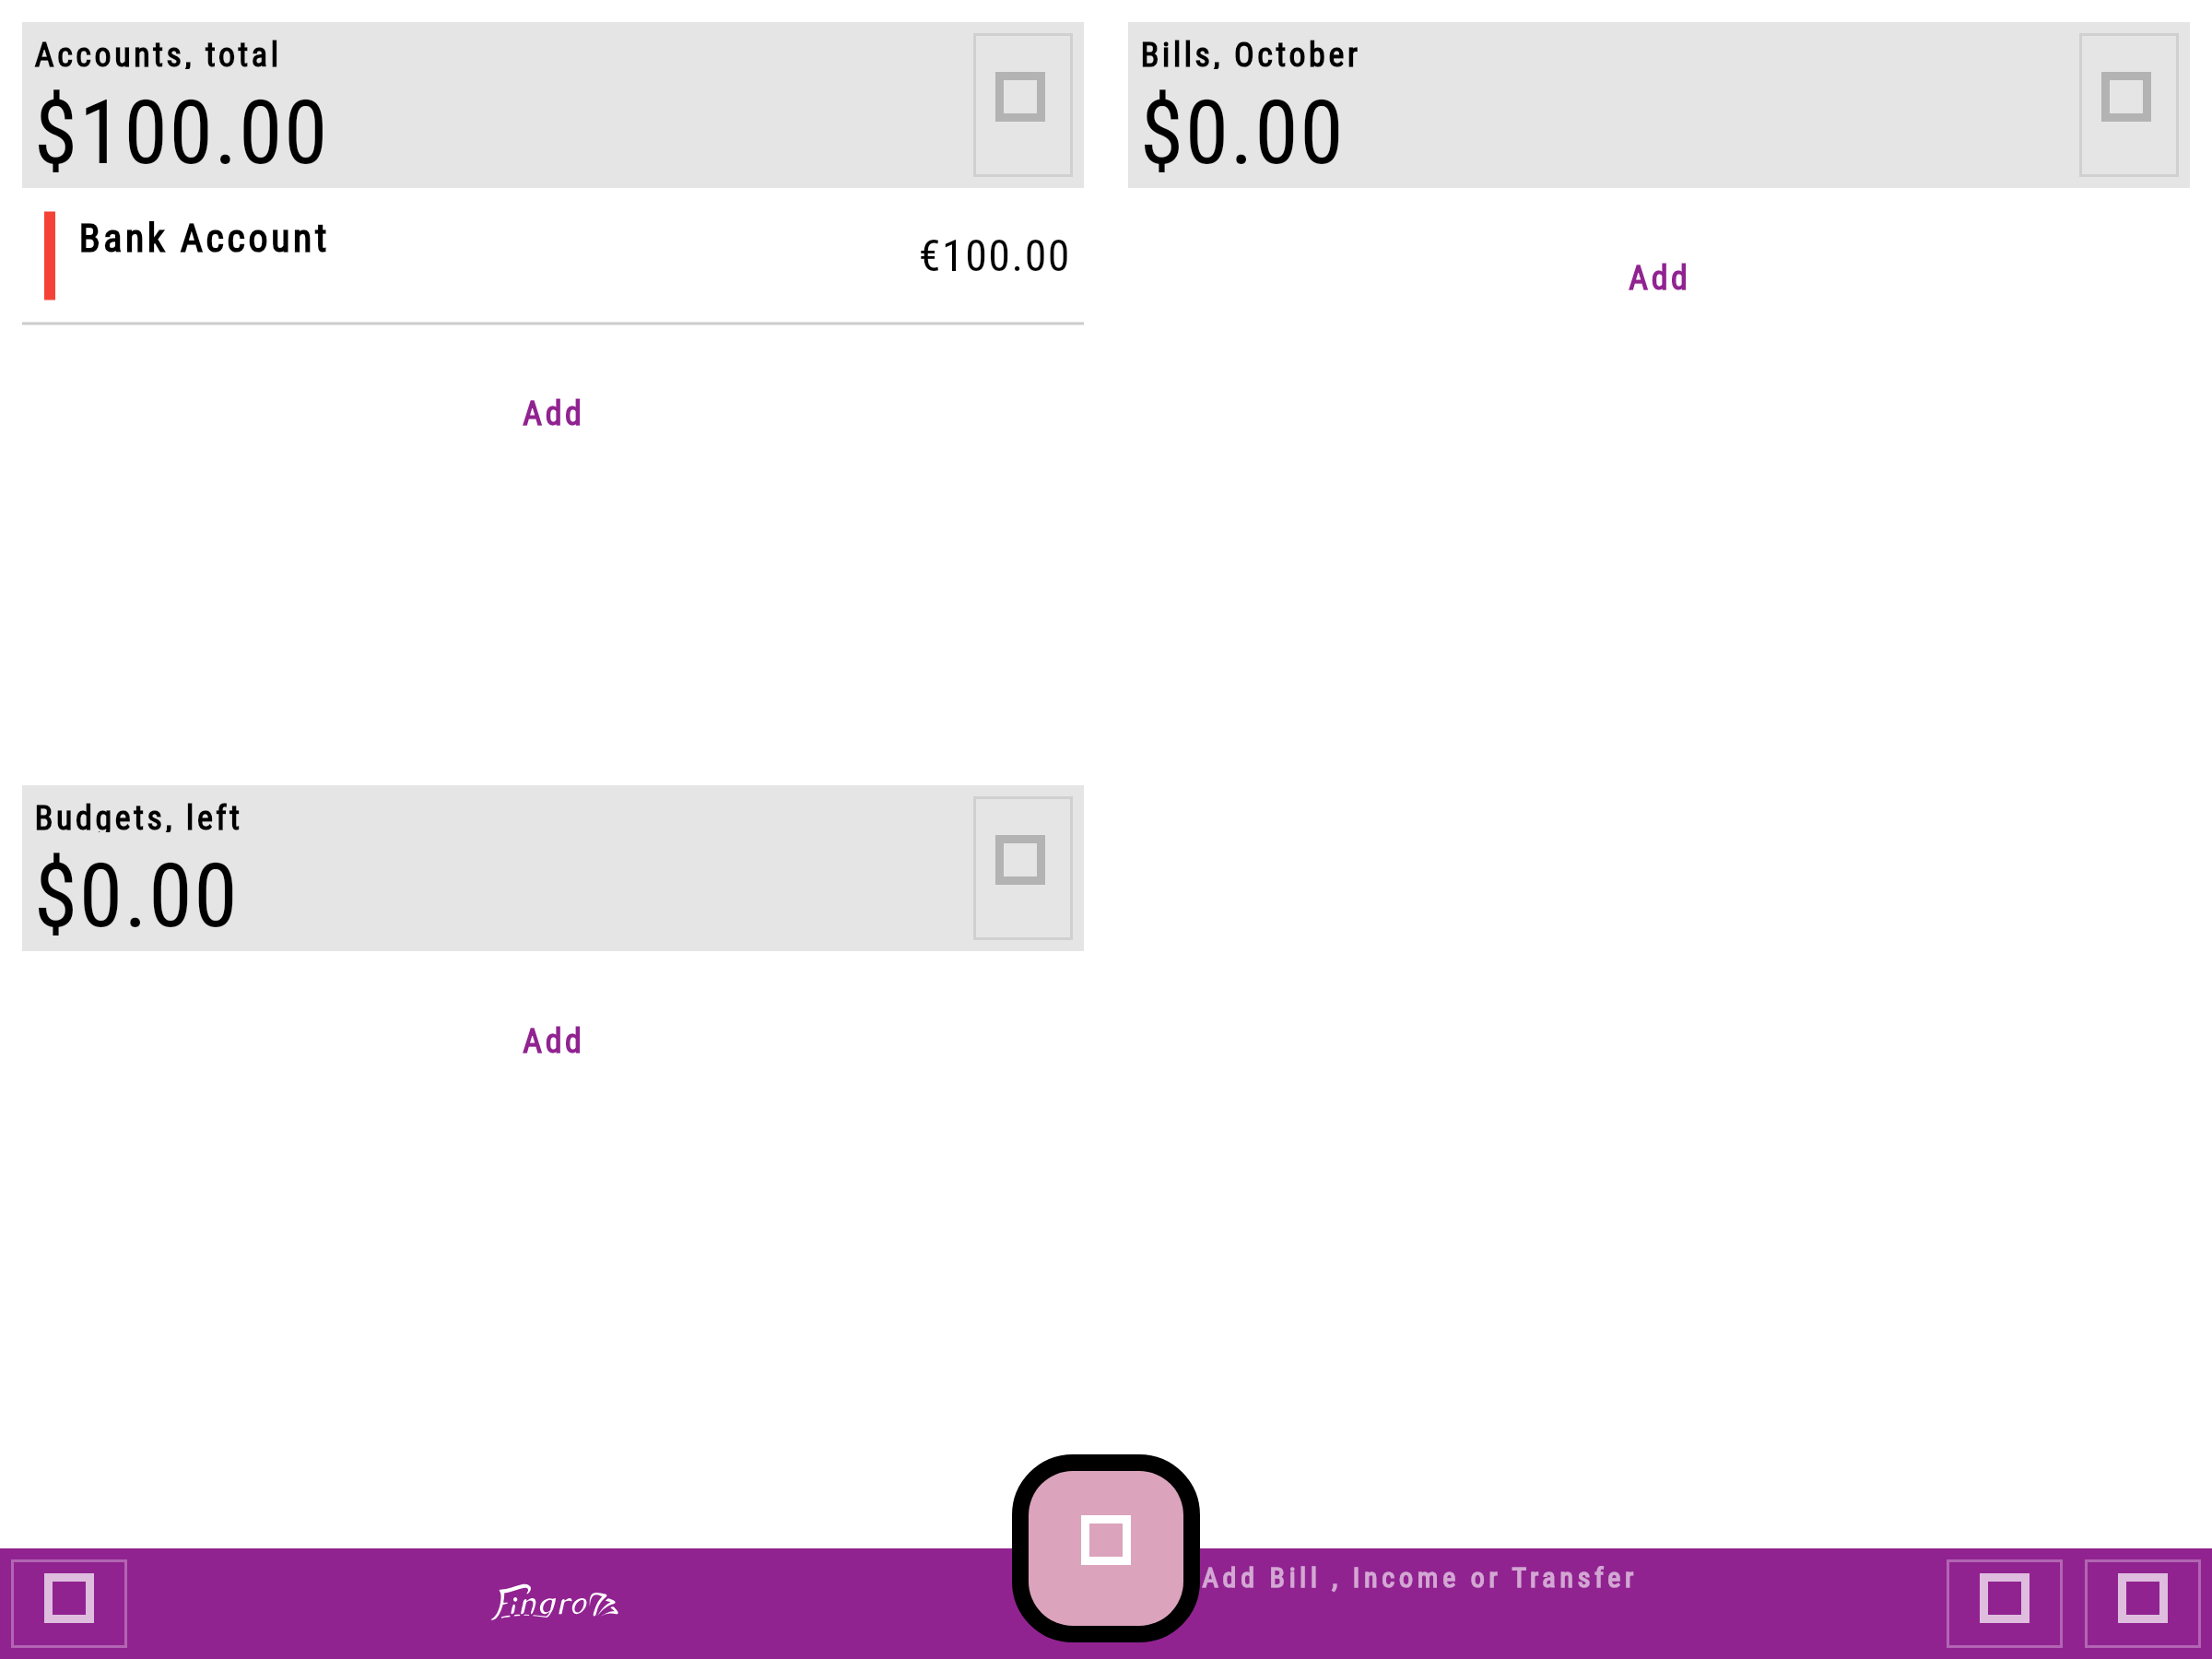 Accounts, total
$100.00
Bank Account
€100.00
Add
Bills, October
$0.00
Add
Budgets, left
$0.00
Add
Add Bill , Income or Transfer